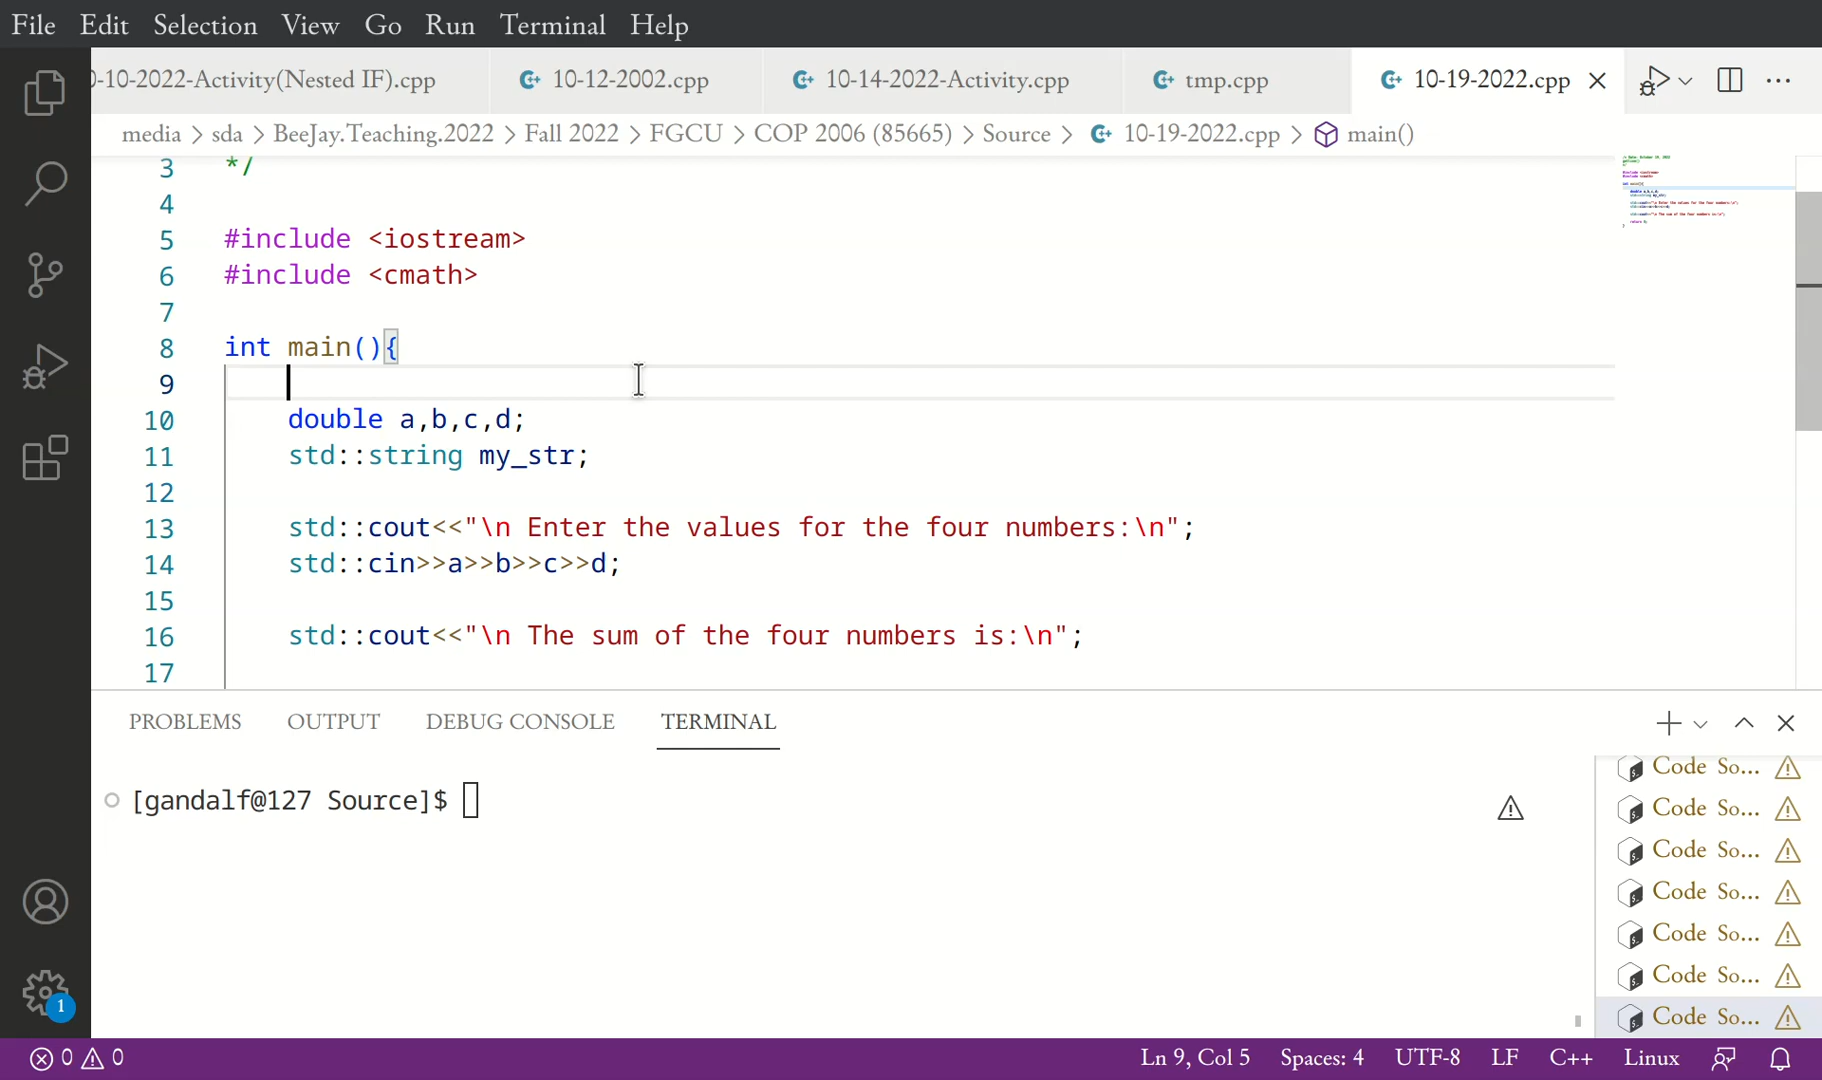 File Edit Selection View Go Run Terminal Help
0-10-2022-Activity(Nested IF).cpp 10-12-2002.cpp 10-14-2022-Activity.cpp tmp.cpp 10-19-2022.cpp
media > sda > BeeJay.Teaching.2022 > Fall 2022 > FGCU > COP 2006 (85665) > Source > 10-19-2022.cpp > main()
3 */
4
5 #include <iostream>
6 #include <cmath>
7
8 int main(){
9
10 double a,b,c,d;
11 std::string my_str;
12
13 std::cout<<"\n Enter the values for the four numbers:\n";
14 std::cin>>a>>b>>c>>d;
15
16 std::cout<<"\n The sum of the four numbers is:\n";
17
PROBLEMS OUTPUT DEBUG CONSOLE TERMINAL
[gandalf@127 Source]$
Code So...
Code So...
Code So...
Code So...
Code So...
Code So...
Code So...
1
0 0 Ln 9, Col 5 Spaces: 4 UTF-8 LF C++ Linux